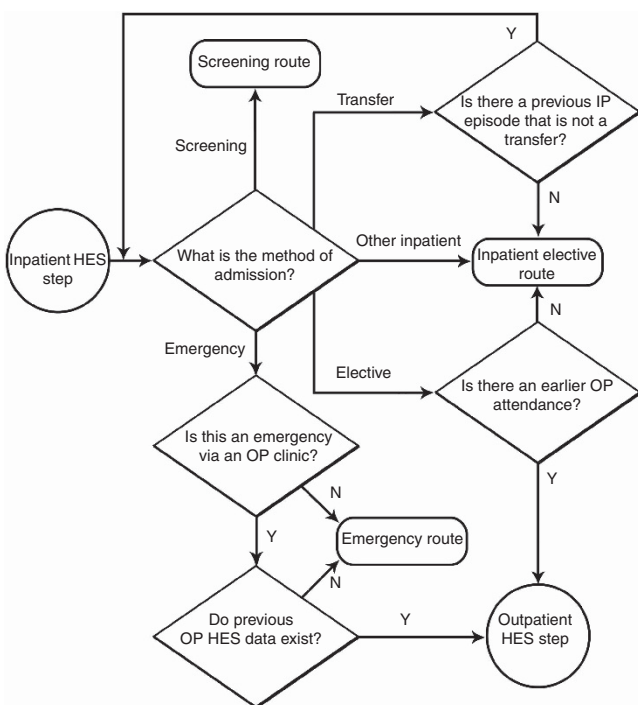 Y
Screening route
Transfer
Is there a previous IP
episode that is not a
transfer?
Screening
N
Inpatient HES
step
What is the method of
admission?
Other inpatient
Inpatient elective
route
N
Emergency
Elective
Is there an earlier OP
attendance?
Is this an emergency
via an OP clinic?
N
Y
Y
Emergency route
N
Do previous
OP HES data exist?
Y
Outpatient
HES step